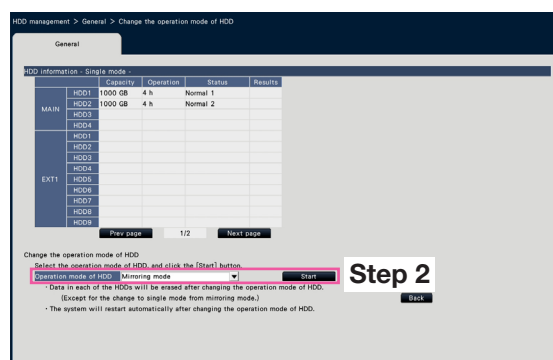 HDD management > General > Change the operation mode of HDD
General
HDD information - Single mode -
Capacity Operation Status Results
MAIN
HDD1 1000 GB 4 h Normal 1
HDD2 1000 GB 4 h Normal 2
HDD3
HDD4
EXT1
HDD1
HDD2
HDD3
HDD4
HDD5
HDD6
HDD7
HDD8
HDD9
Prev page 1/2 Next page
Change the operation mode of HDD
Select the operation mode of HDD, and click the [Start] button.
Operation mode of HDD Mirroring mode Start
Step 2
・Data in each of the HDDs will be erased after changing the operation mode of HDD.
(Except for the change to single mode from mirroring mode.)
Back
・The system will restart automatically after changing the operation mode of HDD.